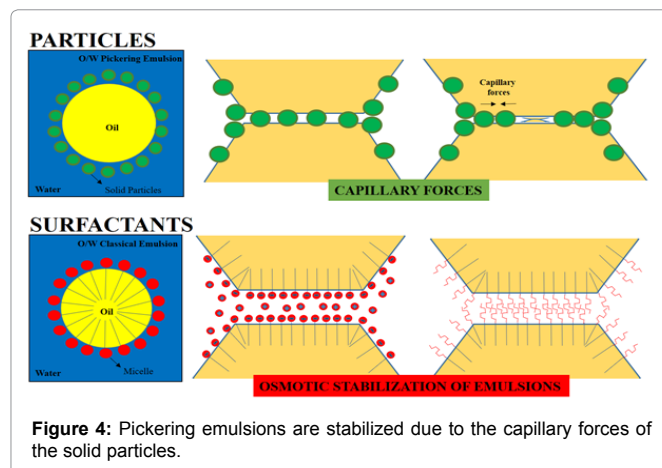 PARTICLES
O/W Pickering Emulsion
Oil
Water
Solid Particles
Capillary
forces
CAPILLARY FORCES
SURFACTANTS
O/W Classical Emulsion
Oil
Water
Micelle
OSMOTIC STABILIZATION OF EMULSIONS
Figure 4: Pickering emulsions are stabilized due to the capillary forces of
the solid particles.